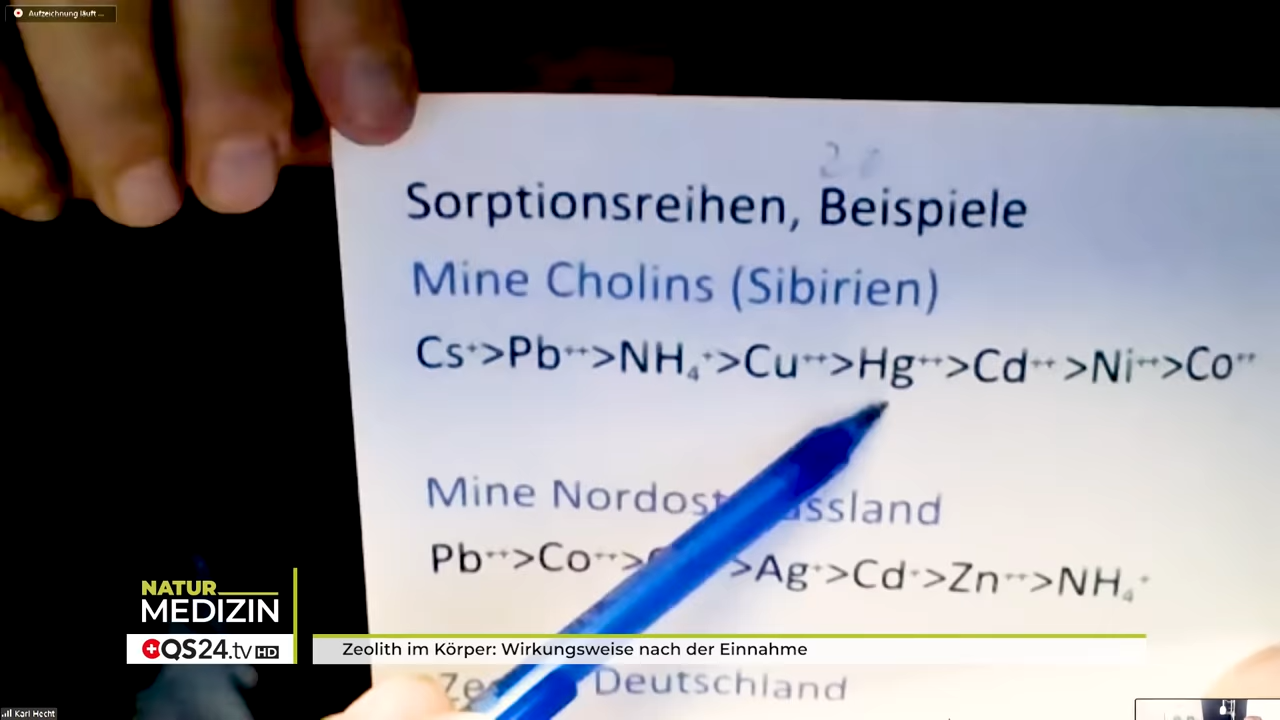 Aufzeichnung läuft ...
Sorptionsreihen, Beispiele
Mine Cholins (Sibirien)
Cs⁺>Pb⁺⁺>NH₄⁺>Cu⁺⁺>Hg⁺⁺>Cd⁺⁺>Ni⁺⁺>Co⁺⁺
Mine
Pb⁺⁺>Co⁺⁺> >Ag⁺>Cd⁺>Zn⁺⁺>NH₄⁺
NATUR
MEDIZIN
QS24.tv HD
Zeolith im Körper: Wirkungsweise nach der Einnahme
Deutschland
Karl Hecht